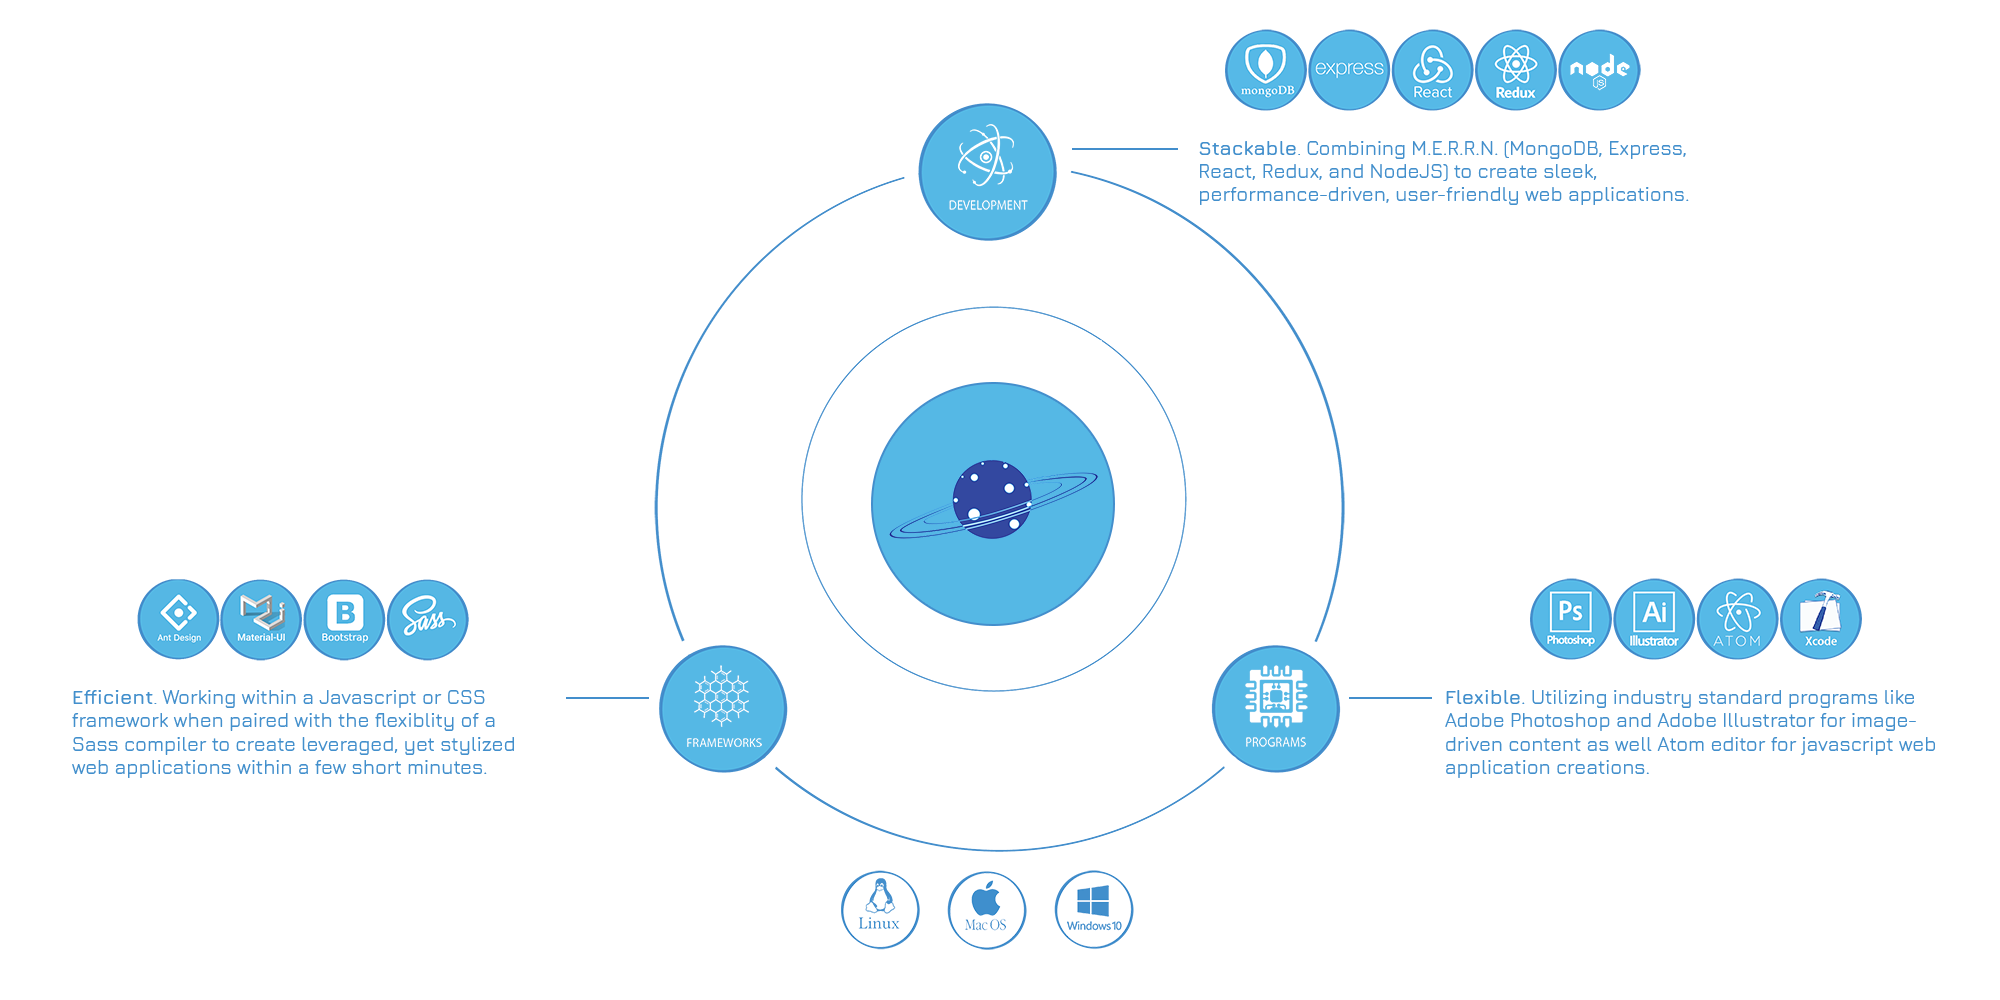 mongoDB
express
React
Redux
node
JS
DEVELOPMENT
Stackable. Combining M.E.R.R.N. (MongoDB, Express,
React, Redux, and NodeJS) to create sleek,
performance-driven, user-friendly web applications.
Ant Design
Material-UI
B
Bootstrap
Sass
Efficient. Working within a Javascript or CSS
framework when paired with the flexiblity of a
Sass compiler to create leveraged, yet stylized
web applications within a few short minutes.
FRAMEWORKS
PROGRAMS
Ps
Photoshop
Ai
Illustrator
ATOM
Xcode
Flexible. Utilizing industry standard programs like
Adobe Photoshop and Adobe Illustrator for image-
driven content as well Atom editor for javascript web
application creations.
Linux
Mac OS
Windows10